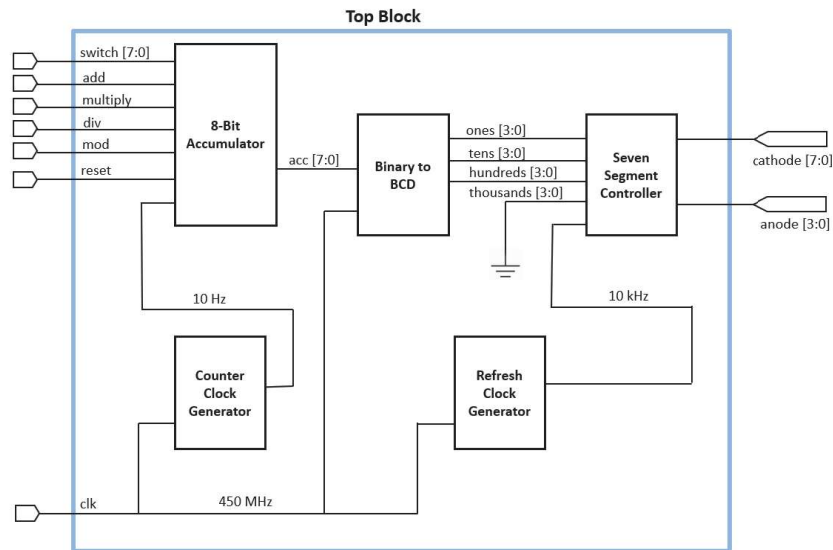 Top Block
switch [7:0]
add
multiply
div
mod
reset
8-Bit
Accumulator
acc [7:0]
Binary to
BCD
ones [3:0]
tens [3:0]
hundreds [3:0]
thousands [3:0]
Seven
Segment
Controller
cathode [7:0]
anode [3:0]
10 Hz
10 kHz
Counter
Clock
Generator
Refresh
Clock
Generator
clk
450 MHz